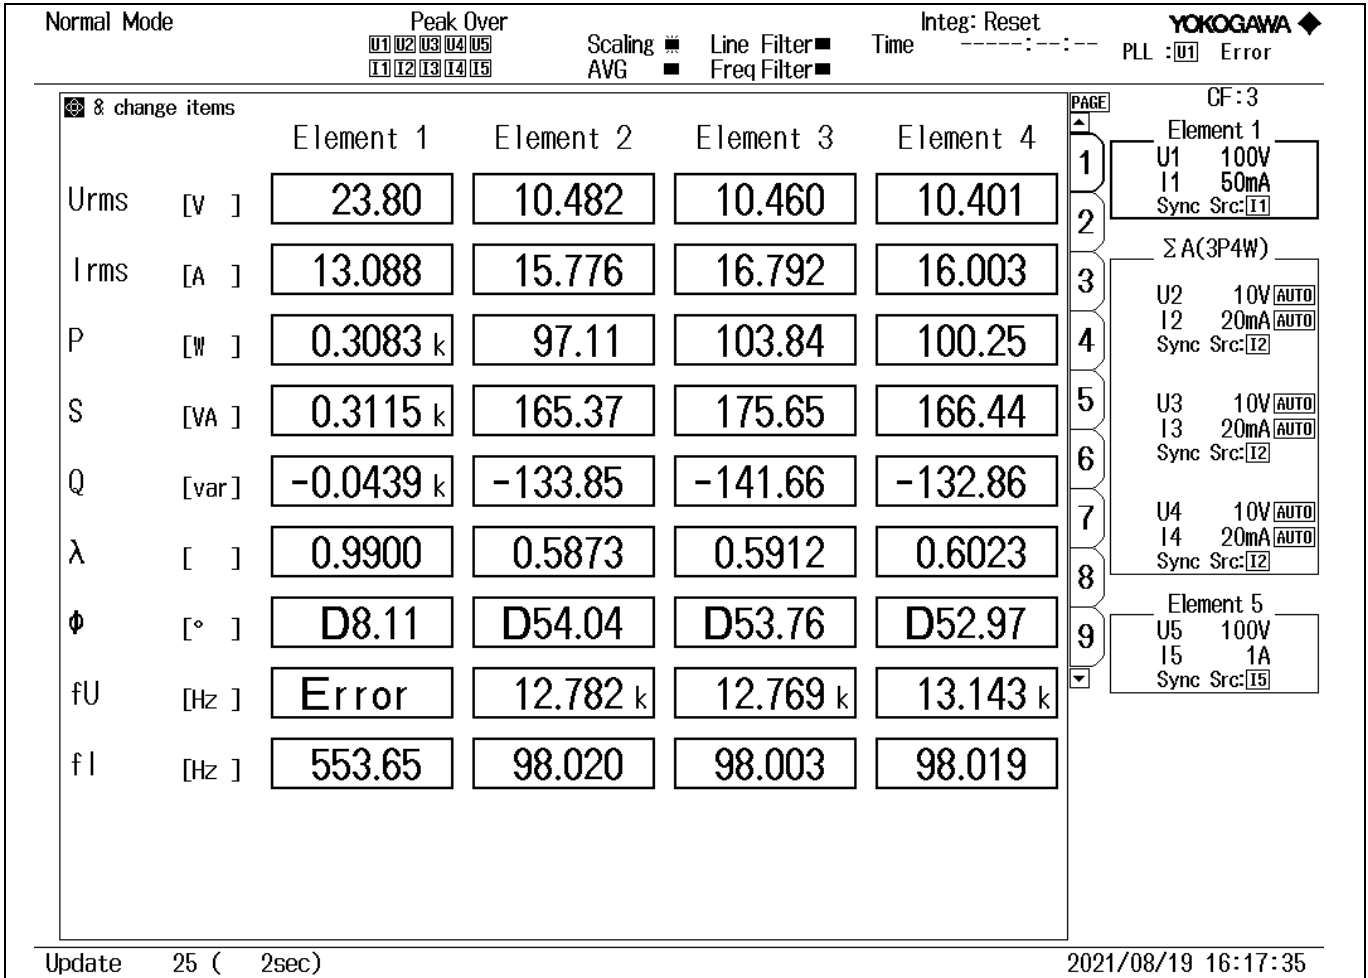 Normal Mode Peak Over Integ: Reset YOKOGAWA ◆
U1 U2 U3 U4 U5 Scaling Line Filter Time -----:--:-- PLL :U1 Error
I1 I2 I3 I4 I5 AVG Freq Filter
& change items PAGE CF:3
Element 1 Element 2 Element 3 Element 4
Urms [V ] 23.80 10.482 10.460 10.401
Irms [A ] 13.088 15.776 16.792 16.003
P [W ] 0.3083 k 97.11 103.84 100.25
S [VA ] 0.3115 k 165.37 175.65 166.44
Q [var] -0.0439 k -133.85 -141.66 -132.86
λ [ ] 0.9900 0.5873 0.5912 0.6023
Φ [° ] D8.11 D54.04 D53.76 D52.97
fU [Hz ] Error 12.782 k 12.769 k 13.143 k
fI [Hz ] 553.65 98.020 98.003 98.019
1
2
3
4
5
6
7
8
9
Element 1
U1 100V
I1 50mA
Sync Src:I1
ΣA(3P4W)
U2 10V AUTO
I2 20mA AUTO
Sync Src:I2
U3 10V AUTO
I3 20mA AUTO
Sync Src:I2
U4 10V AUTO
I4 20mA AUTO
Sync Src:I2
Element 5
U5 100V
I5 1A
Sync Src:I5
Update 25 ( 2sec) 2021/08/19 16:17:35